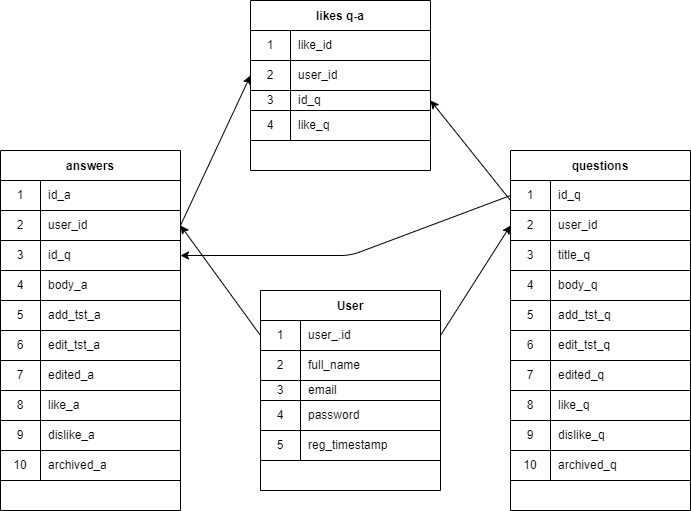 likes q-a
1 like_id
2 user_id
3 id_q
4 like_q
answers
1 id_a
2 user_id
3 id_q
4 body_a
5 add_tst_a
6 edit_tst_a
7 edited_a
8 like_a
9 dislike_a
10 archived_a
User
1 user_.id
2 full_name
3 email
4 password
5 reg_timestamp
questions
1 id_q
2 user_id
3 title_q
4 body_q
5 add_tst_q
6 edit_tst_q
7 edited_q
8 like_q
9 dislike_q
10 archived_q